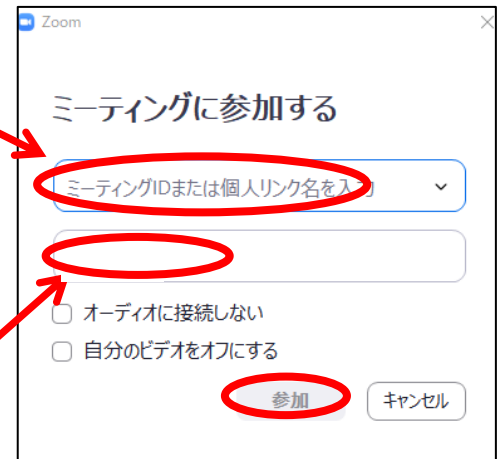 Zoom
ミーティングに参加する
ミーティングIDまたは個人リンク名を入力
オーディオに接続しない
自分のビデオをオフにする
参加
キャンセル